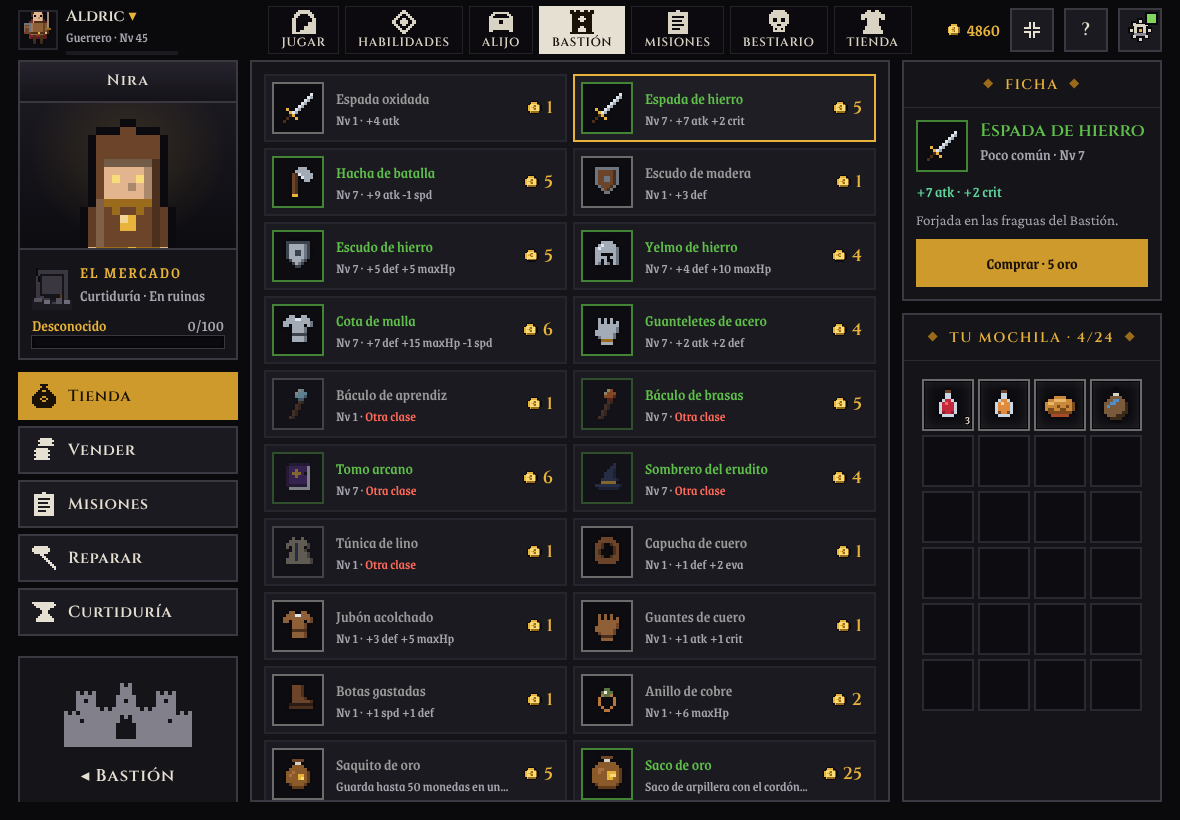 ALDRIC ▾
Guerrero · Nv 45
JUGAR
HABILIDADES
ALIJO
BASTIÓN
MISIONES
BESTIARIO
TIENDA
4860
?
NIRA
EL MERCADO
Curtiduría · En ruinas
Desconocido 0/100
TIENDA
VENDER
MISIONES
REPARAR
CURTIDURÍA
◂ BASTIÓN
Espada oxidada 1
Nv 1 · +4 atk
Espada de hierro 5
Nv 7 · +7 atk +2 crit
Hacha de batalla 5
Nv 7 · +9 atk -1 spd
Escudo de madera 1
Nv 1 · +3 def
Escudo de hierro 5
Nv 7 · +5 def +5 maxHp
Yelmo de hierro 4
Nv 7 · +4 def +10 maxHp
Cota de malla 6
Nv 7 · +7 def +15 maxHp -1 spd
Guanteletes de acero 4
Nv 7 · +2 atk +2 def
Báculo de aprendiz 1
Nv 1 · Otra clase
Báculo de brasas 5
Nv 7 · Otra clase
Tomo arcano 6
Nv 7 · Otra clase
Sombrero del erudito 4
Nv 7 · Otra clase
Túnica de lino 1
Nv 1 · Otra clase
Capucha de cuero 1
Nv 1 · +1 def +2 eva
Jubón acolchado 1
Nv 1 · +3 def +5 maxHp
Guantes de cuero 1
Nv 1 · +1 atk +1 crit
Botas gastadas 1
Nv 1 · +1 spd +1 def
Anillo de cobre 2
Nv 1 · +6 maxHp
Saquito de oro 5
Guarda hasta 50 monedas en un...
Saco de oro 25
Saco de arpillera con el cordón...
◆ FICHA ◆
ESPADA DE HIERRO
Poco común · Nv 7
+7 atk · +2 crit
Forjada en las fraguas del Bastión.
Comprar · 5 oro
◆ TU MOCHILA · 4/24 ◆
3